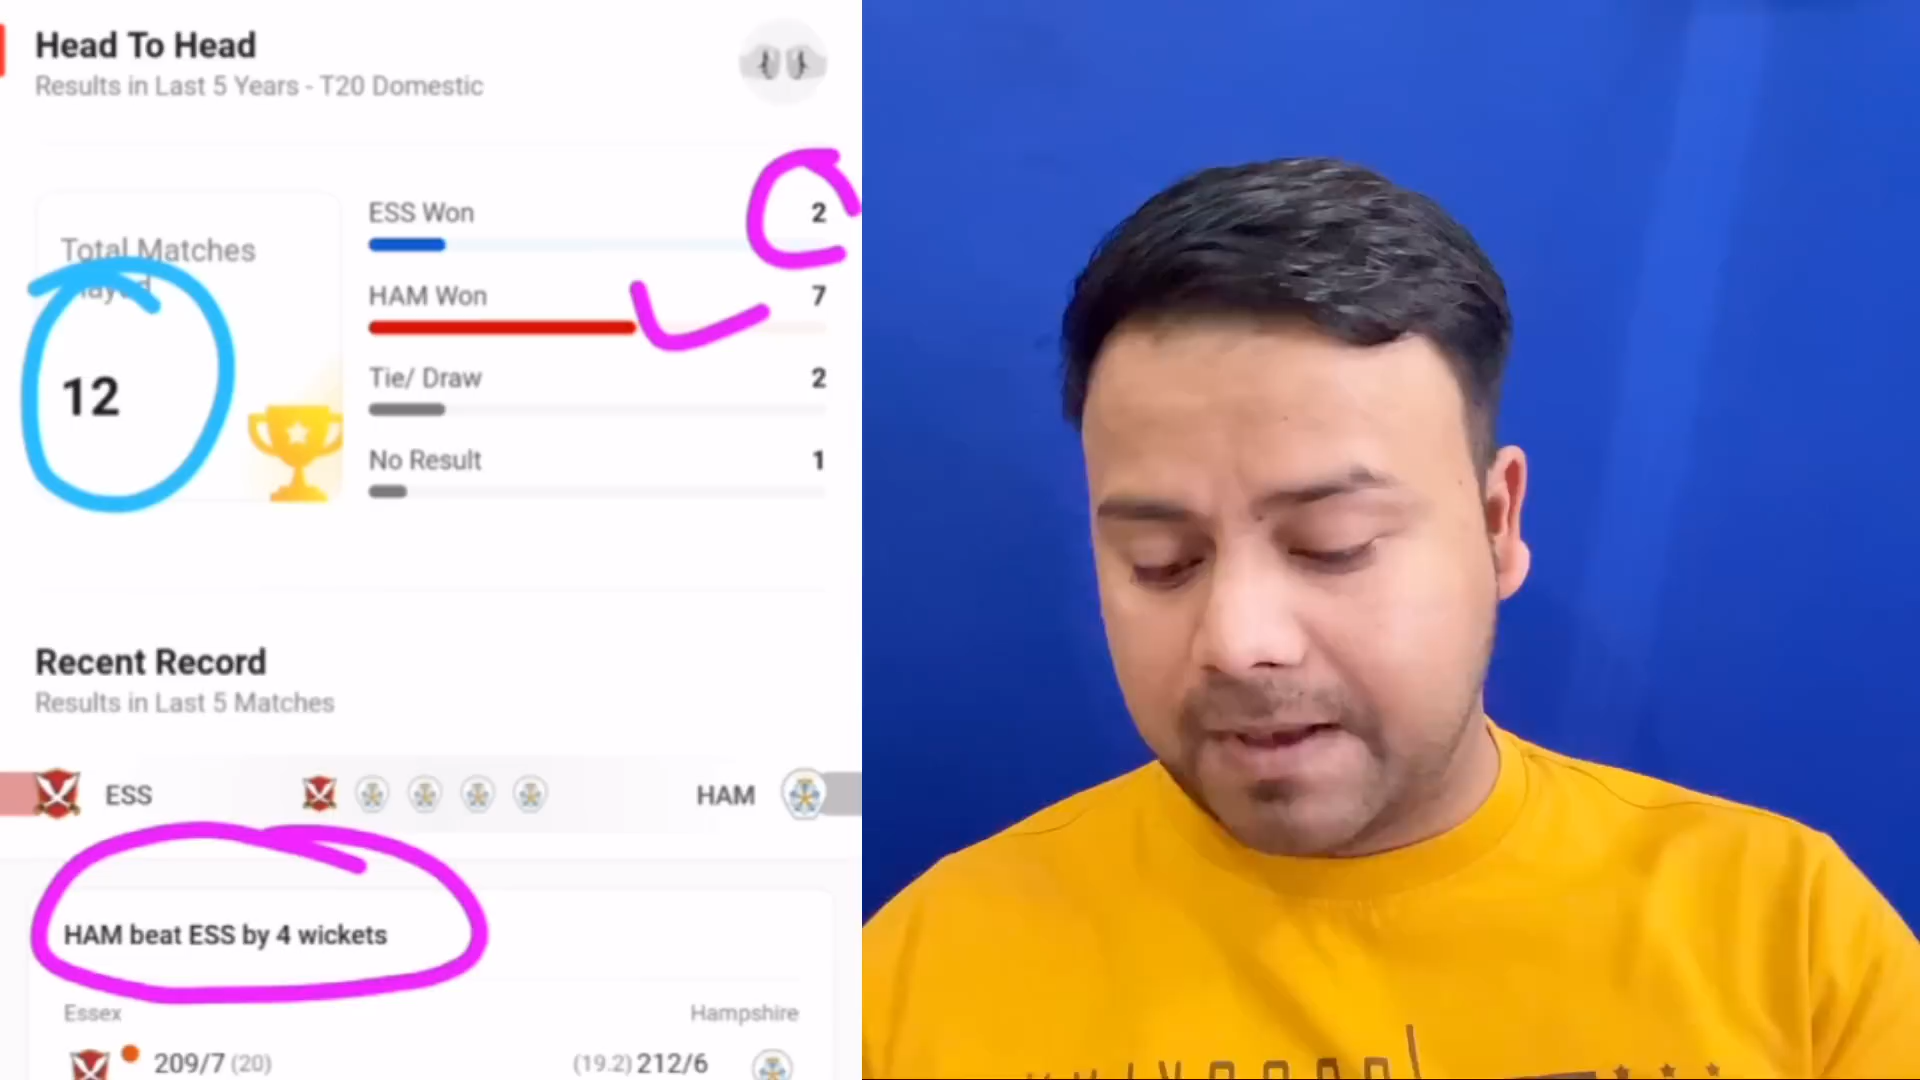 Head To Head
Results in Last 5 Years - T20 Domestic
Total Matches
12
ESS Won 2
HAM Won 7
Tie/ Draw 2
No Result 1
Recent Record
Results in Last 5 Matches
ESS HAM
HAM beat ESS by 4 wickets
Essex Hampshire
209/7 (20) (19.2) 212/6